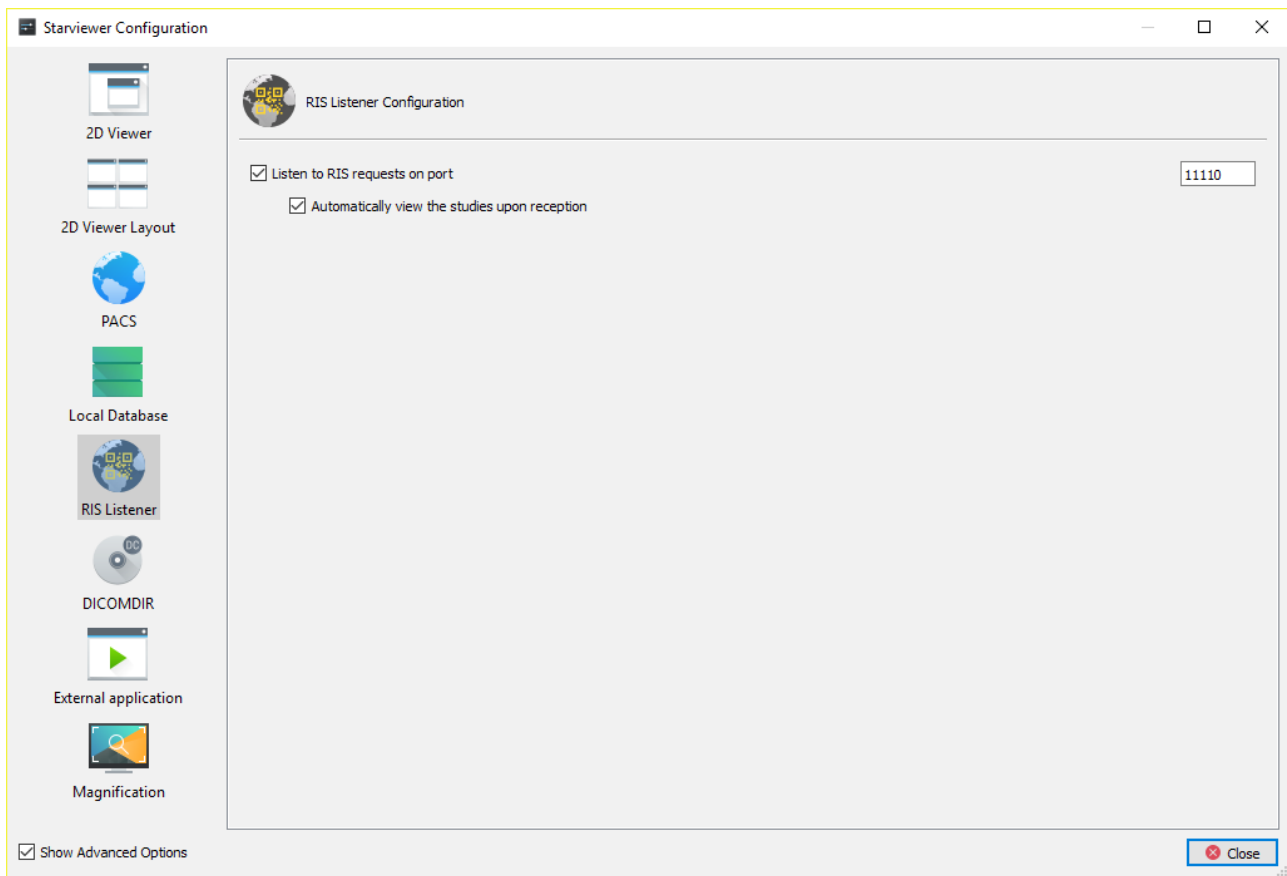 Starviewer Configuration
2D Viewer
2D Viewer Layout
PACS
Local Database
RIS Listener
DC
DICOMDIR
External application
Magnification
RIS Listener Configuration
Listen to RIS requests on port
11110
Automatically view the studies upon reception
Show Advanced Options
Close